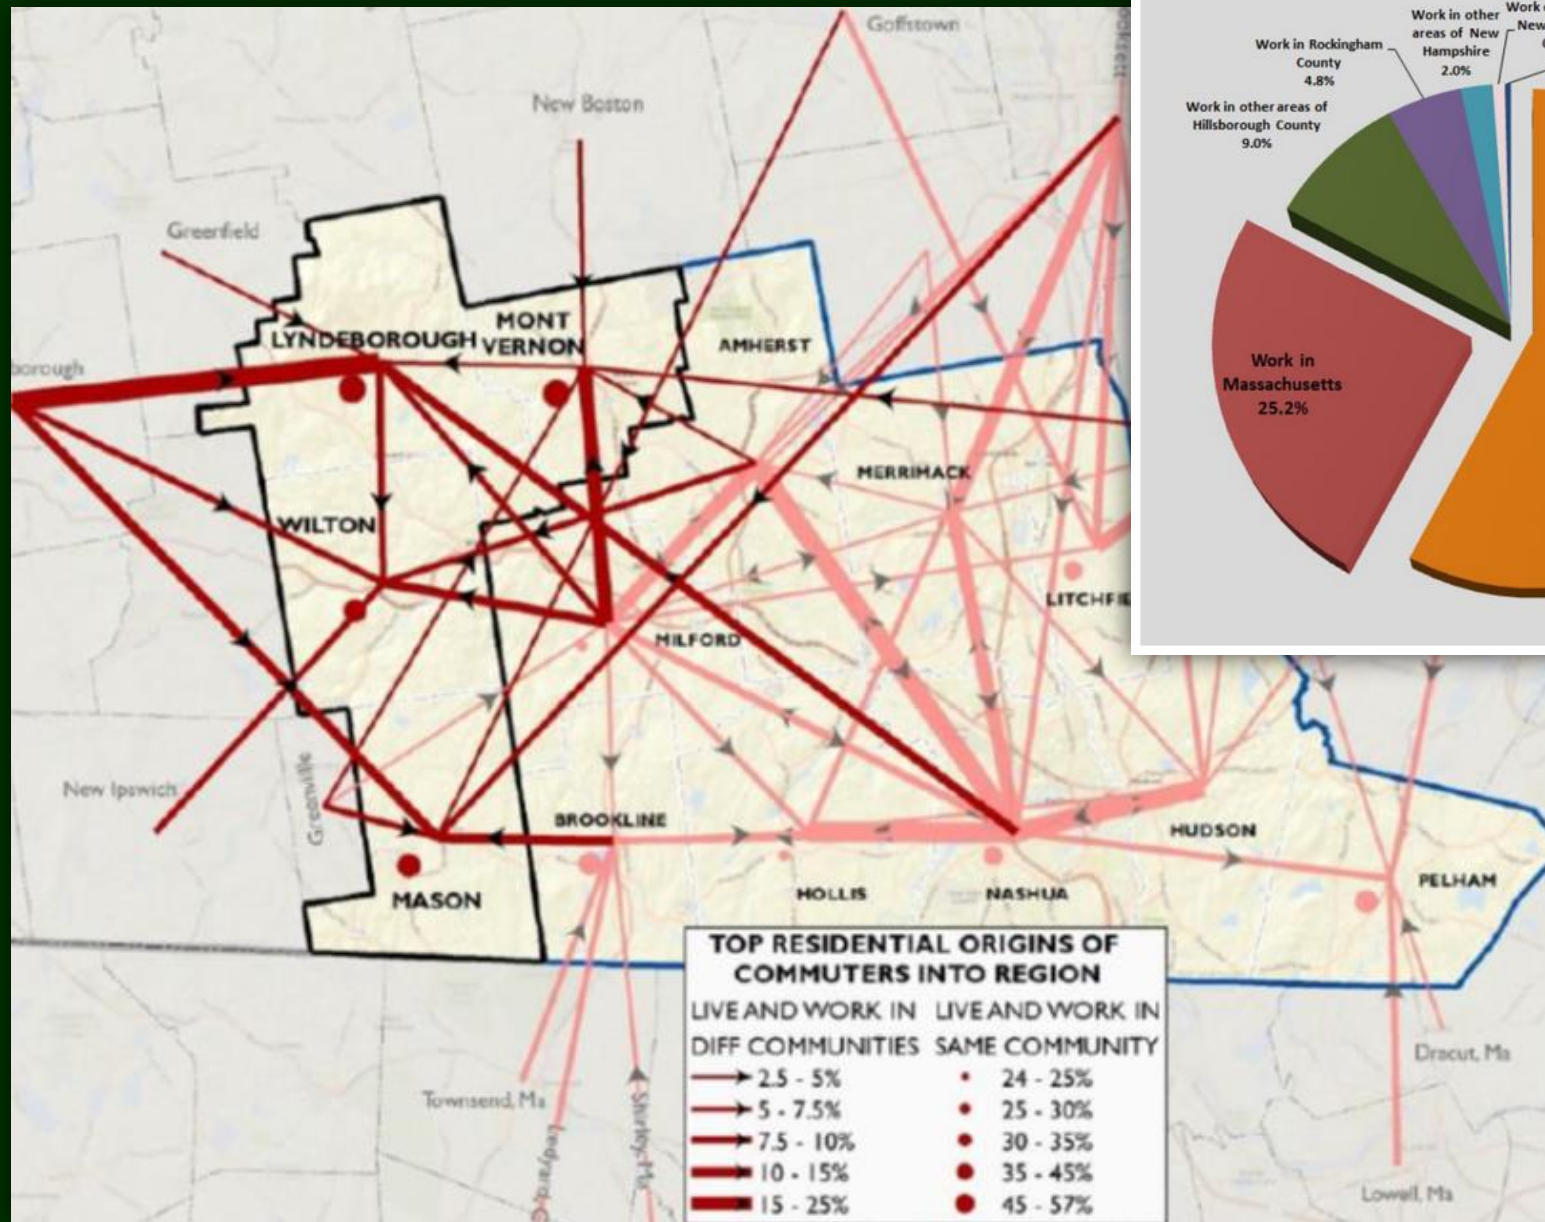 Goffstown
New Boston
Greenfield
LYNDEBOROUGH
MONT
VERNON
AMHERST
borough
MERRIMACK
WILTON
LITCHFIE
MILFORD
New Ipswich
Greenville
BROOKLINE
HUDSON
PELHAM
MASON
HOLLIS
NASHUA
Townsend, Ma
Shirley, Ma
Dracut, Ma
Lowell, Ma
TOP RESIDENTIAL ORIGINS OF
COMMUTERS INTO REGION
LIVE AND WORK IN
DIFF COMMUNITIES
2.5 - 5%
5 - 7.5%
7.5 - 10%
10 - 15%
15 - 25%
LIVE AND WORK IN
SAME COMMUNITY
24 - 25%
25 - 30%
30 - 35%
35 - 45%
45 - 57%
Work in other
areas of New
Hampshire
2.0%
Work
New
Work in Rockingham
County
4.8%
Work in other areas of
Hillsborough County
9.0%
Work in
Massachusetts
25.2%